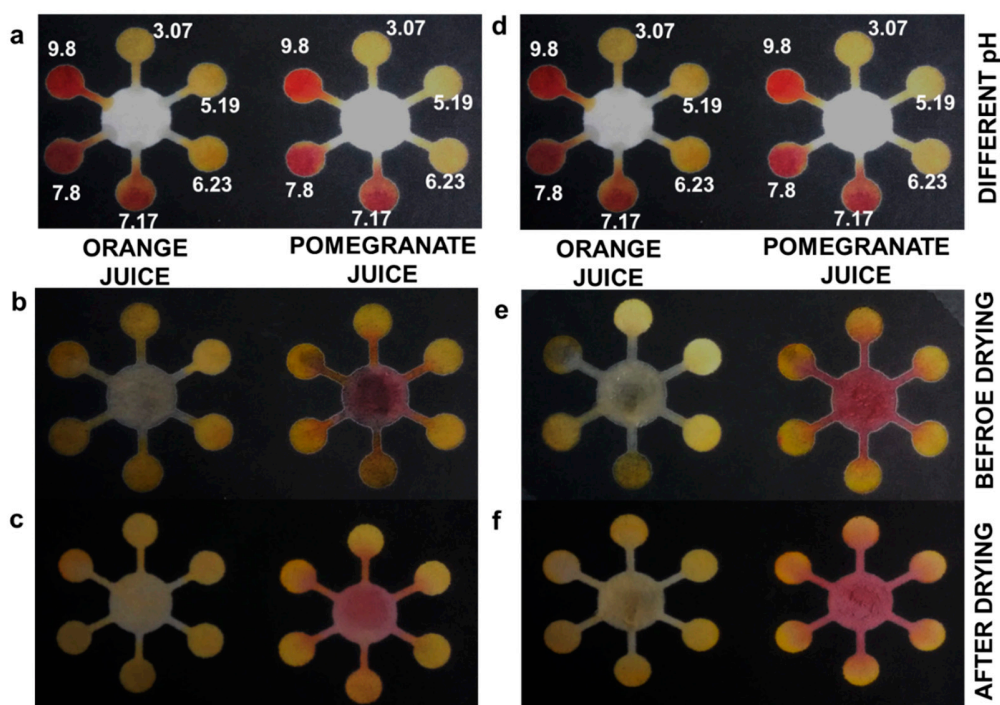 a
3.07
9.8
5.19
6.23
7.8
7.17
9.8
3.07
5.19
6.23
7.8
7.17
ORANGE
JUICE
POMEGRANATE
JUICE
d
3.07
9.8
5.19
6.23
7.8
7.17
9.8
3.07
5.19
6.23
7.8
7.17
ORANGE
JUICE
POMEGRANATE
JUICE
DIFFERENT pH
b
e
BEFROE DRYING
c
f
AFTER DRYING